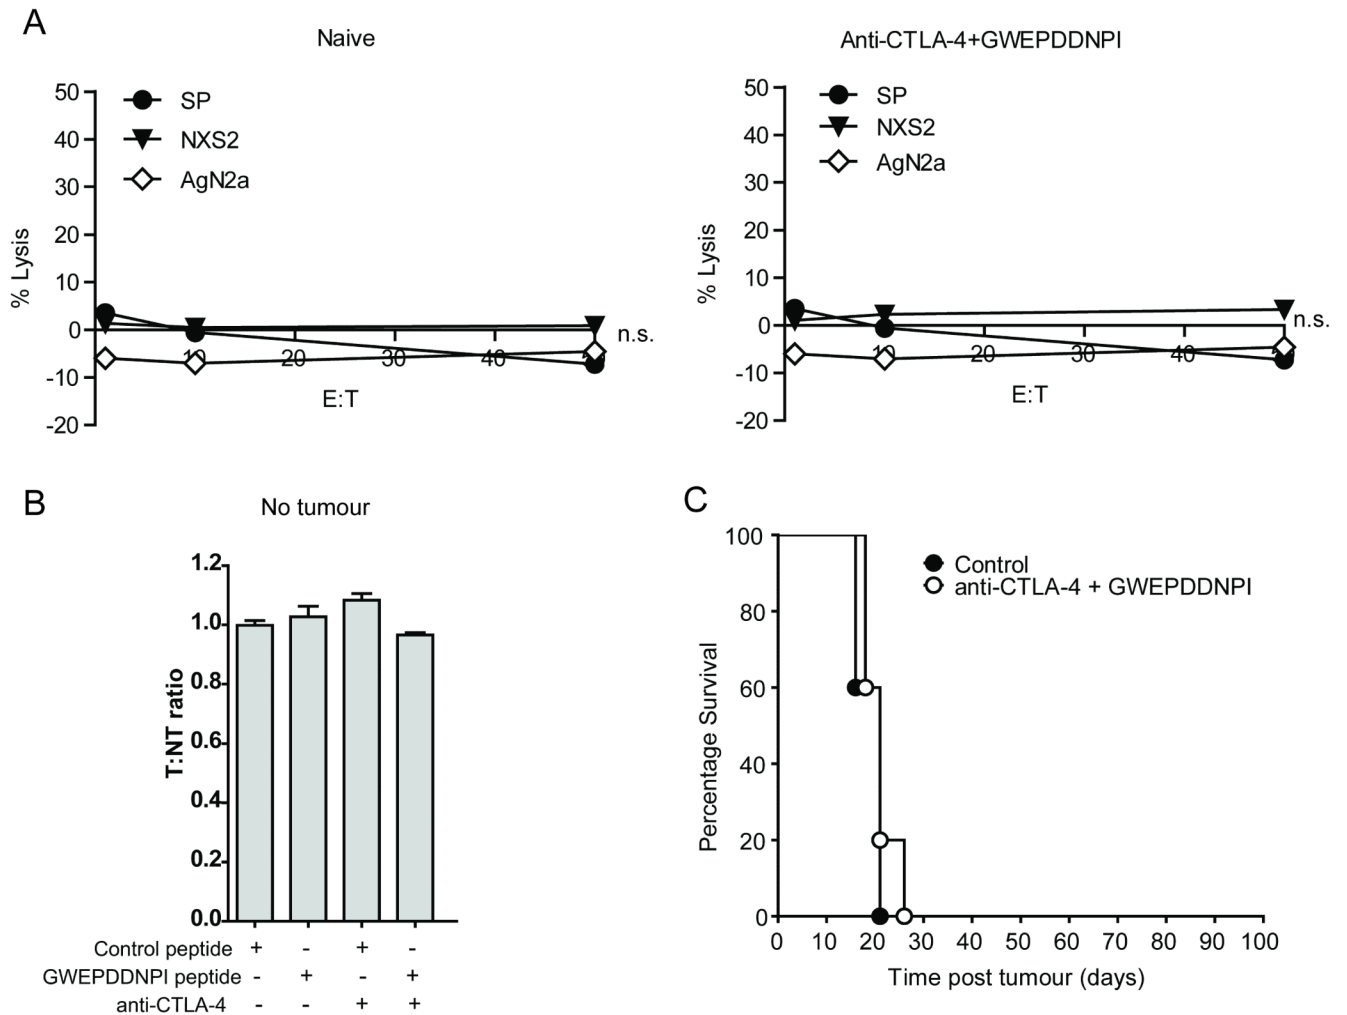 A
Naive
Anti-CTLA-4+GWEPDDNPI
50
40
30
20
10
0
-10
-20
% Lysis
SP
NXS2
AgN2a
10
20
30
40
n.s.
E:T
50
40
30
20
10
0
-10
-20
% Lysis
SP
NXS2
AgN2a
10
20
30
40
n.s.
E:T
B
No tumour
1.2
1.0
0.8
0.6
0.4
0.2
0.0
T:NT ratio
Control peptide + - + -
GWEPDDNPI peptide - + - +
anti-CTLA-4 - - + +
C
100
80
60
40
20
0
Percentage Survival
Control
anti-CTLA-4 + GWEPDDNPI
0 10 20 30 40 50 60 70 80 90 100
Time post tumour (days)